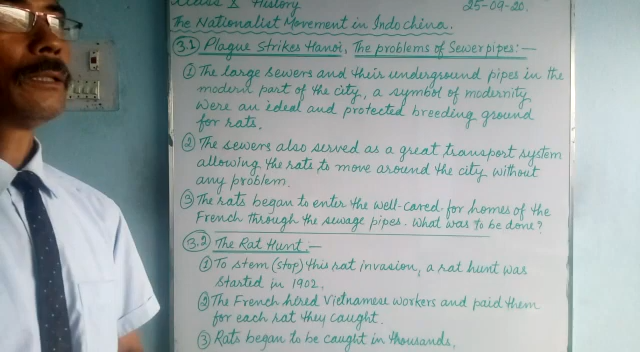 Class X History 25-09-20.
The Nationalist Movement in Indochina.
3.1 Plague Strikes Hanoi, The problems of Sewer pipes:—
① The large sewers and their underground pipes in the
modern part of the city, a symbol of modernity,
were an ideal and protected breeding ground
for rats.
② The sewers also served as a great transport system
allowing the rats to move around the city without
any problem.
③ The rats began to enter the well-cared for homes of the
French through the sewage pipes. What was to be done?
3.2 The Rat Hunt:—
① To stem (stop) this rat invasion, a rat hunt was
started in 1902.
② The French hired Vietnamese workers and paid them
for each rat they caught.
③ Rats began to be caught in thousands.